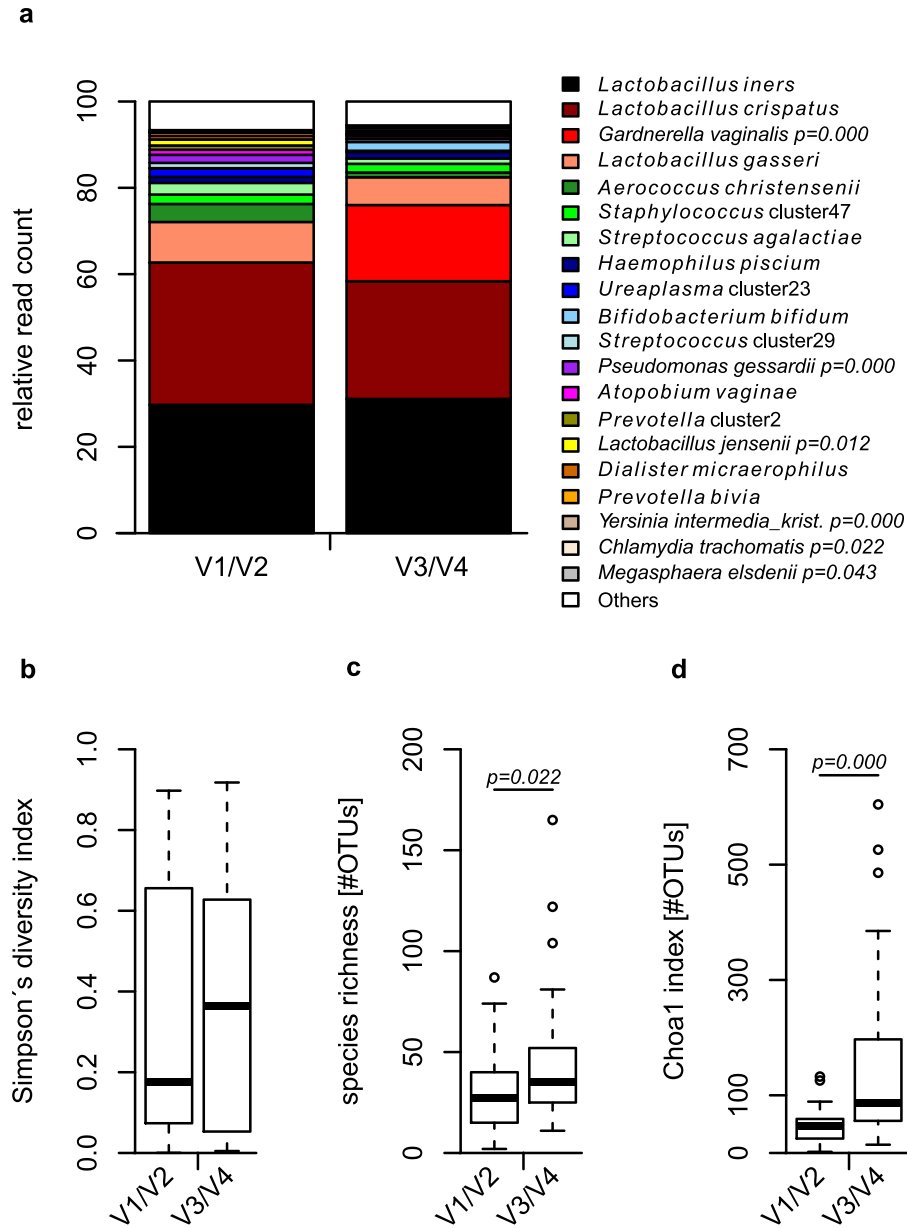 a
100
80
60
40
20
0
relative read count
V1/V2
V3/V4
Lactobacillus iners
Lactobacillus crispatus
Gardnerella vaginalis p=0.000
Lactobacillus gasseri
Aerococcus christensenii
Staphylococcus cluster47
Streptococcus agalactiae
Haemophilus piscium
Ureaplasma cluster23
Bifidobacterium bifidum
Streptococcus cluster29
Pseudomonas gessardii p=0.000
Atopobium vaginae
Prevotella cluster2
Lactobacillus jensenii p=0.012
Dialister micraerophilus
Prevotella bivia
Yersinia intermedia_krist. p=0.000
Chlamydia trachomatis p=0.022
Megasphaera elsdenii p=0.043
Others
b
1.0
0.8
0.6
0.4
0.2
0.0
Simpson´s diversity index
V1/V2
V3/V4
c
200
150
100
50
0
species richness [#OTUs]
p=0.022
V1/V2
V3/V4
d
700
500
300
100
0
Choa1 index [#OTUs]
p=0.000
V1/V2
V3/V4